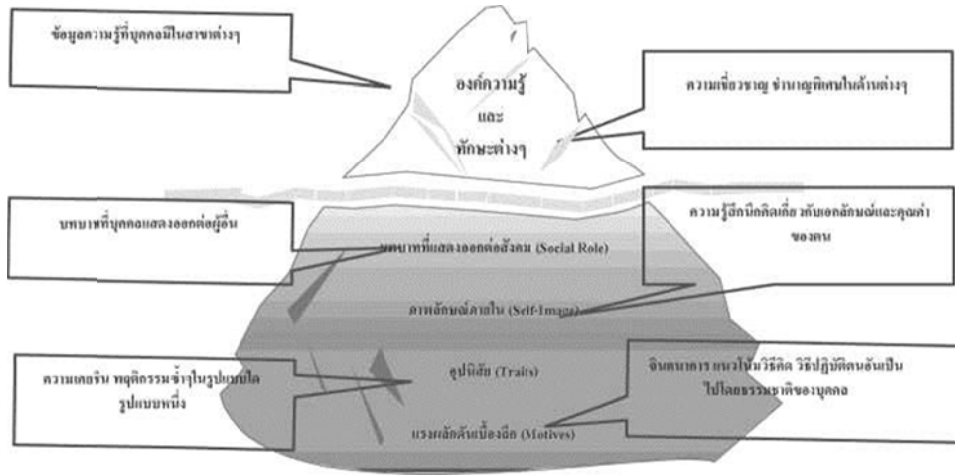 ข้อมูลความรู้ที่บุคคลมีในสาขาต่างๆ
องค์ความรู้
และ
ทักษะต่างๆ
ความเชี่ยวชาญ ชำนาญพิเศษในด้านต่างๆ
บทบาทที่บุคคลแสดงออกต่อผู้อื่น
บทบาทที่แสดงออกต่อสังคม (Social Role)
ความรู้สึกนึกคิดเกี่ยวกับเอกลักษณ์และคุณค่า
ของตน
ภาพลักษณ์ภายใน (Self-Image)
ความเคยชิน พฤติกรรมซ้ำๆในรูปแบบใด
รูปแบบหนึ่ง
อุปนิสัย (Traits)
จินตนาการ แนวโน้มวิธีคิด วิธีปฏิบัติตนอันเป็น
ไปโดยธรรมชาติของบุคคล
แรงผลักดันเบื้องลึก (Motives)